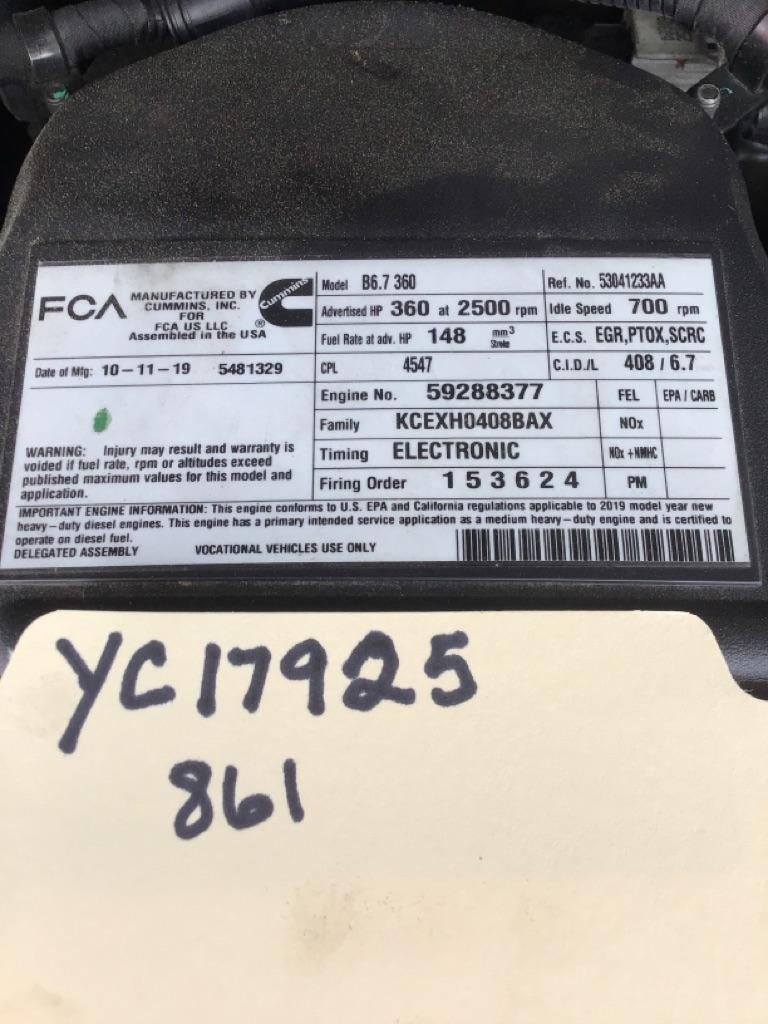 FCA
MANUFACTURED BY
CUMMINS, INC.
FOR
FCA US LLC
Assembled in the USA
Cummins
®
Date of Mfg: 10-11-19 5481329
WARNING: Injury may result and warranty is
voided if fuel rate, rpm or altitudes exceed
published maximum values for this model and
application.
Model B6.7 360
Ref. No. 53041233AA
Advertised HP 360 at 2500 rpm
Idle Speed 700 rpm
Fuel Rate at adv. HP 148 mm³ Stroke
E.C.S. EGR,PTOX,SCRC
CPL 4547
C.I.D./L 408 / 6.7
Engine No. 59288377
FEL EPA / CARB
Family KCEXH0408BAX
NOx
Timing ELECTRONIC
NOx +NMHC
Firing Order 1 5 3 6 2 4
PM
IMPORTANT ENGINE INFORMATION: This engine conforms to U.S. EPA and California regulations applicable to 2019 model year new
heavy-duty diesel engines. This engine has a primary intended service application as a medium heavy-duty engine and is certified to
operate on diesel fuel.
DELEGATED ASSEMBLY VOCATIONAL VEHICLES USE ONLY
YC17925
861